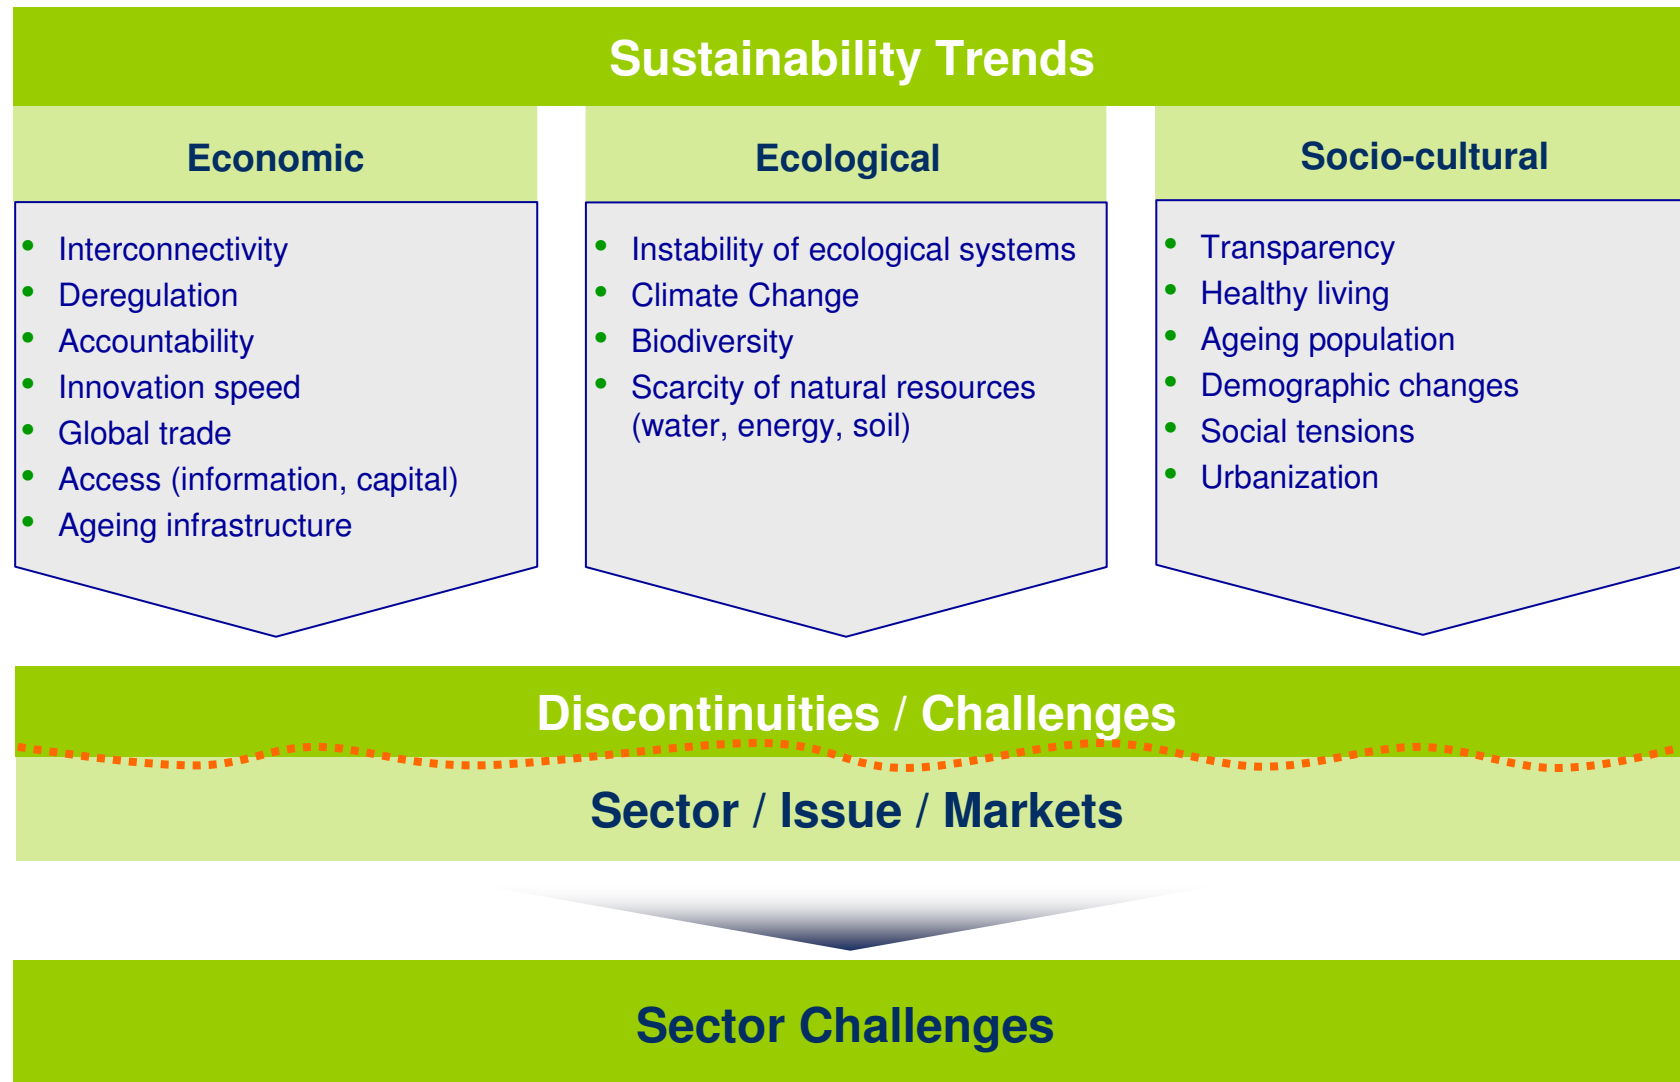 Sustainability Trends
Economic
• Interconnectivity
• Deregulation
• Accountability
• Innovation speed
• Global trade
• Access (information, capital)
• Ageing infrastructure
Ecological
• Instability of ecological systems
• Climate Change
• Biodiversity
• Scarcity of natural resources
(water, energy, soil)
Socio-cultural
• Transparency
• Healthy living
• Ageing population
• Demographic changes
• Social tensions
• Urbanization
Discontinuities / Challenges
Sector / Issue / Markets
Sector Challenges